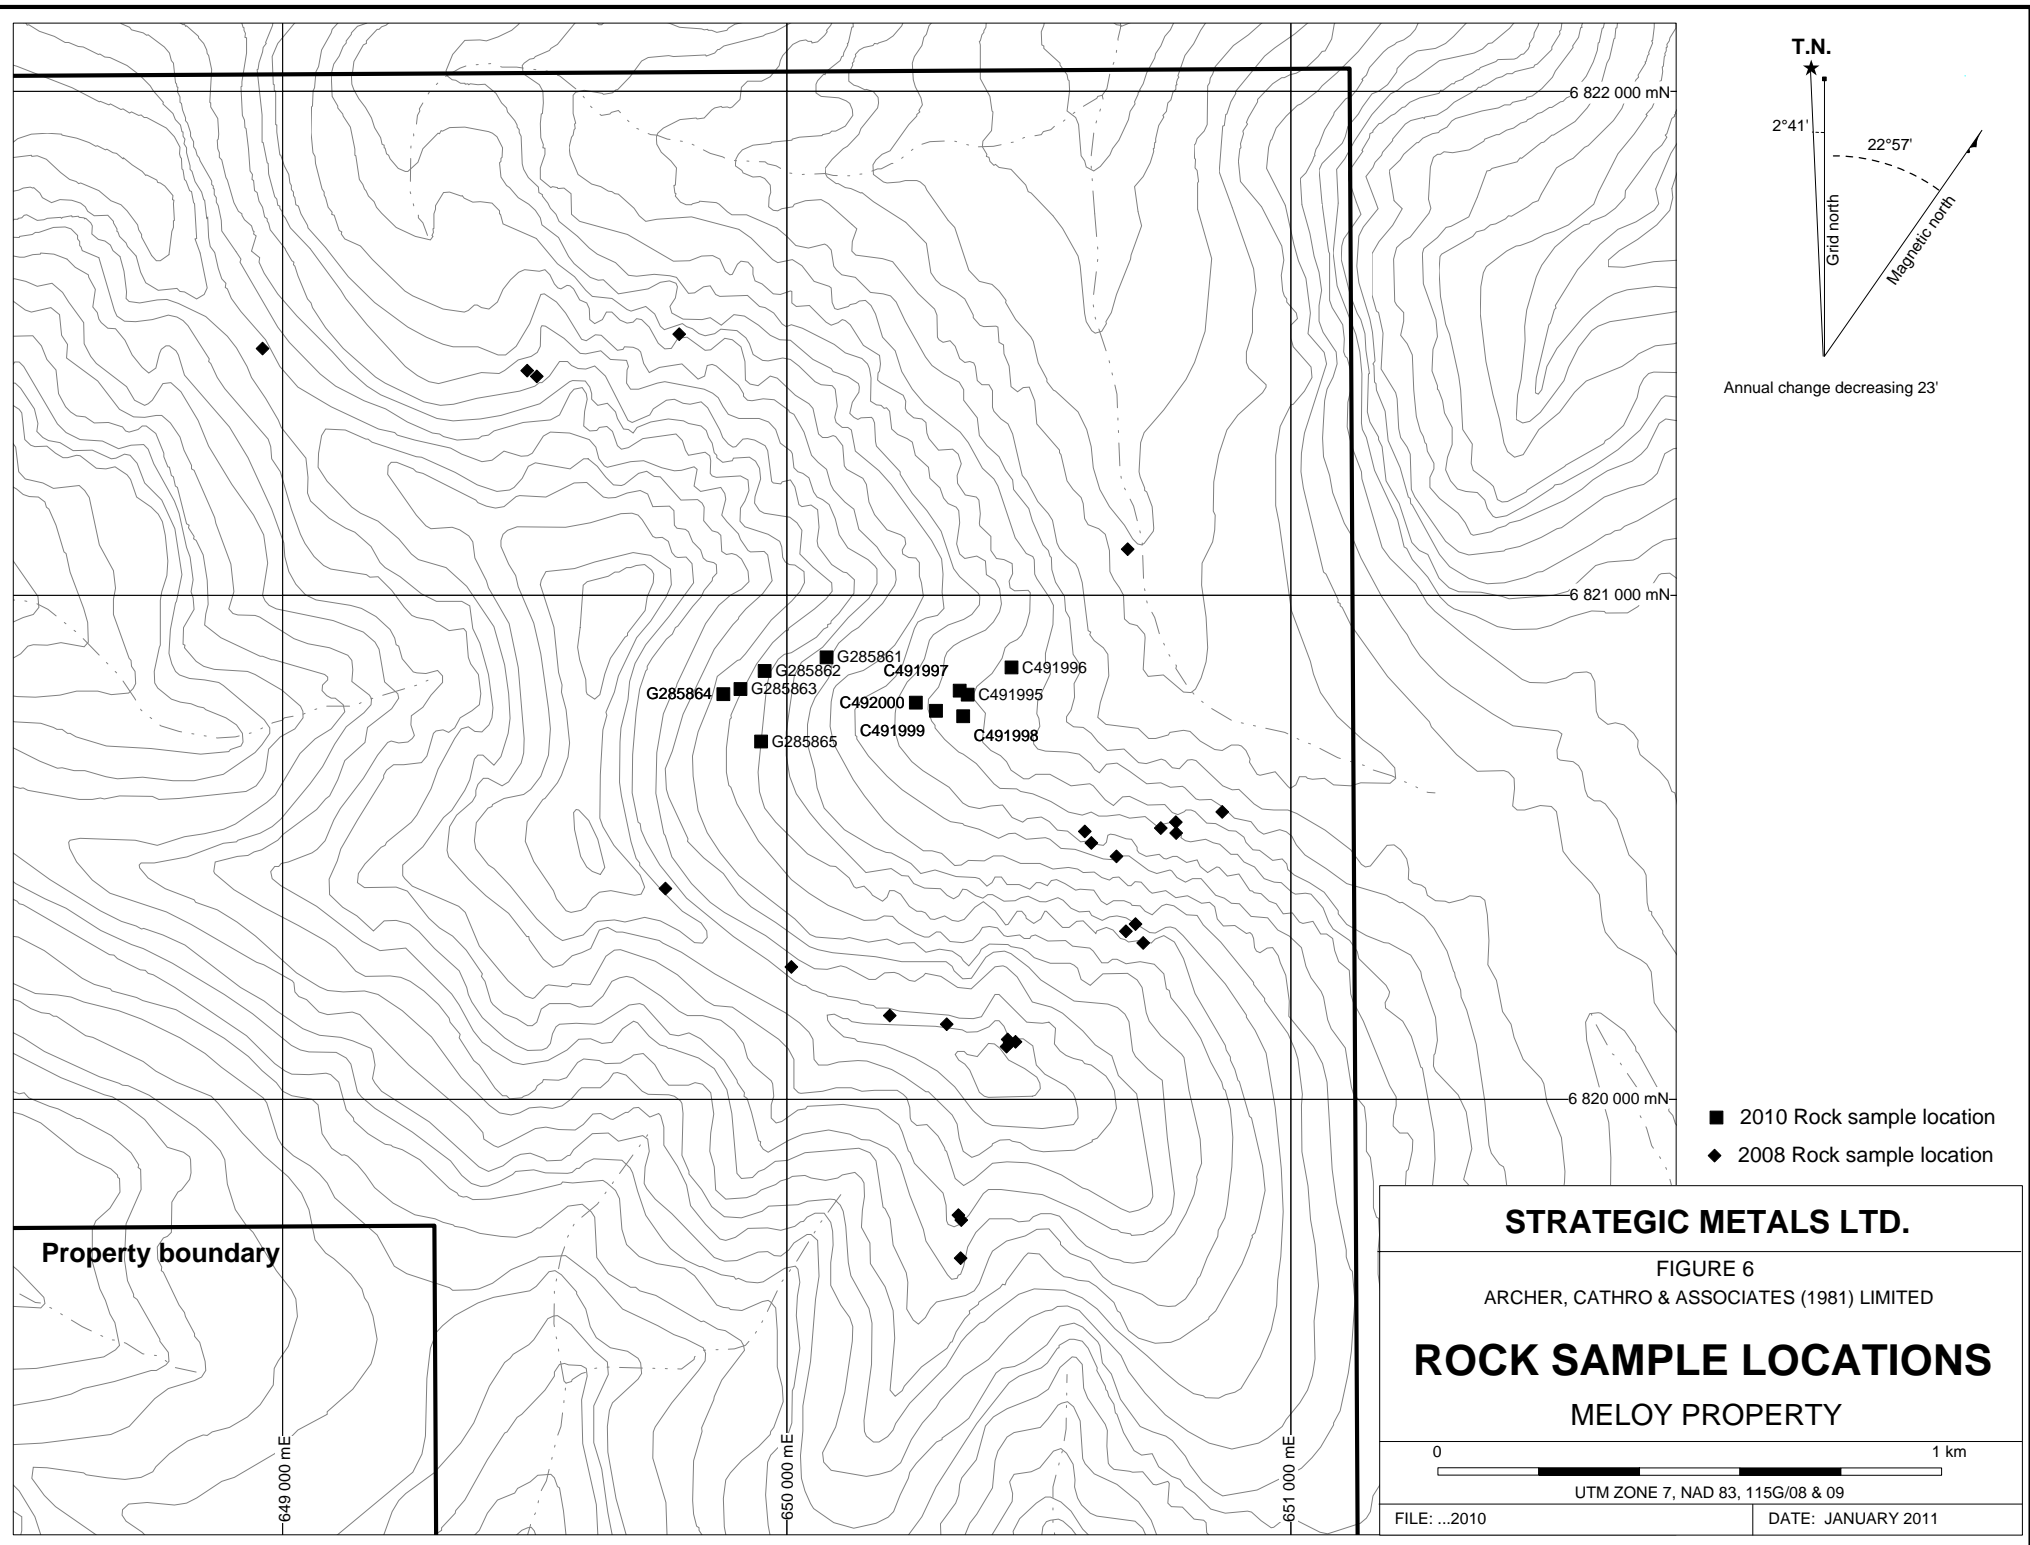 T.N.
6 822 000 mN
2°41'
22°57'
Grid north
Magnetic north
Annual change decreasing 23'
6 821 000 mN
G285861
G285862
C491997
C491996
G285863
G285864
C491995
C492000
C491999
C491998
G285865
6 820 000 mN
2010 Rock sample location
2008 Rock sample location
Property boundary
649 000 mE
650 000 mE
651 000 mE
STRATEGIC METALS LTD.
FIGURE 6
ARCHER, CATHRO & ASSOCIATES (1981) LIMITED
ROCK SAMPLE LOCATIONS
MELOY PROPERTY
0 1 km
UTM ZONE 7, NAD 83, 115G/08 & 09
FILE: ...2010 DATE: JANUARY 2011